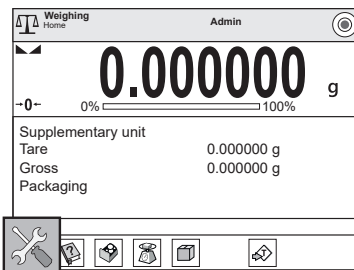 Weighing
Home
Admin
0.000000 g
→0←
0% 100%
Supplementary unit
Tare 0.000000 g
Gross 0.000000 g
Packaging
T